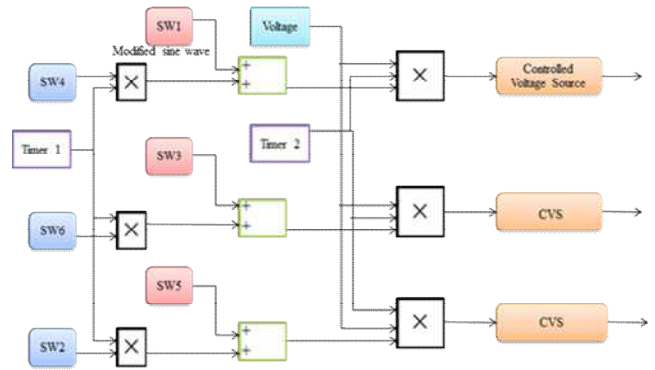 SW1
Voltage
Modified sine wave
SW4
×
+
+
×
Controlled
Voltage Source
Timer 1
SW3
Timer 2
SW6
×
+
+
×
CVS
SW5
SW2
×
+
+
×
CVS